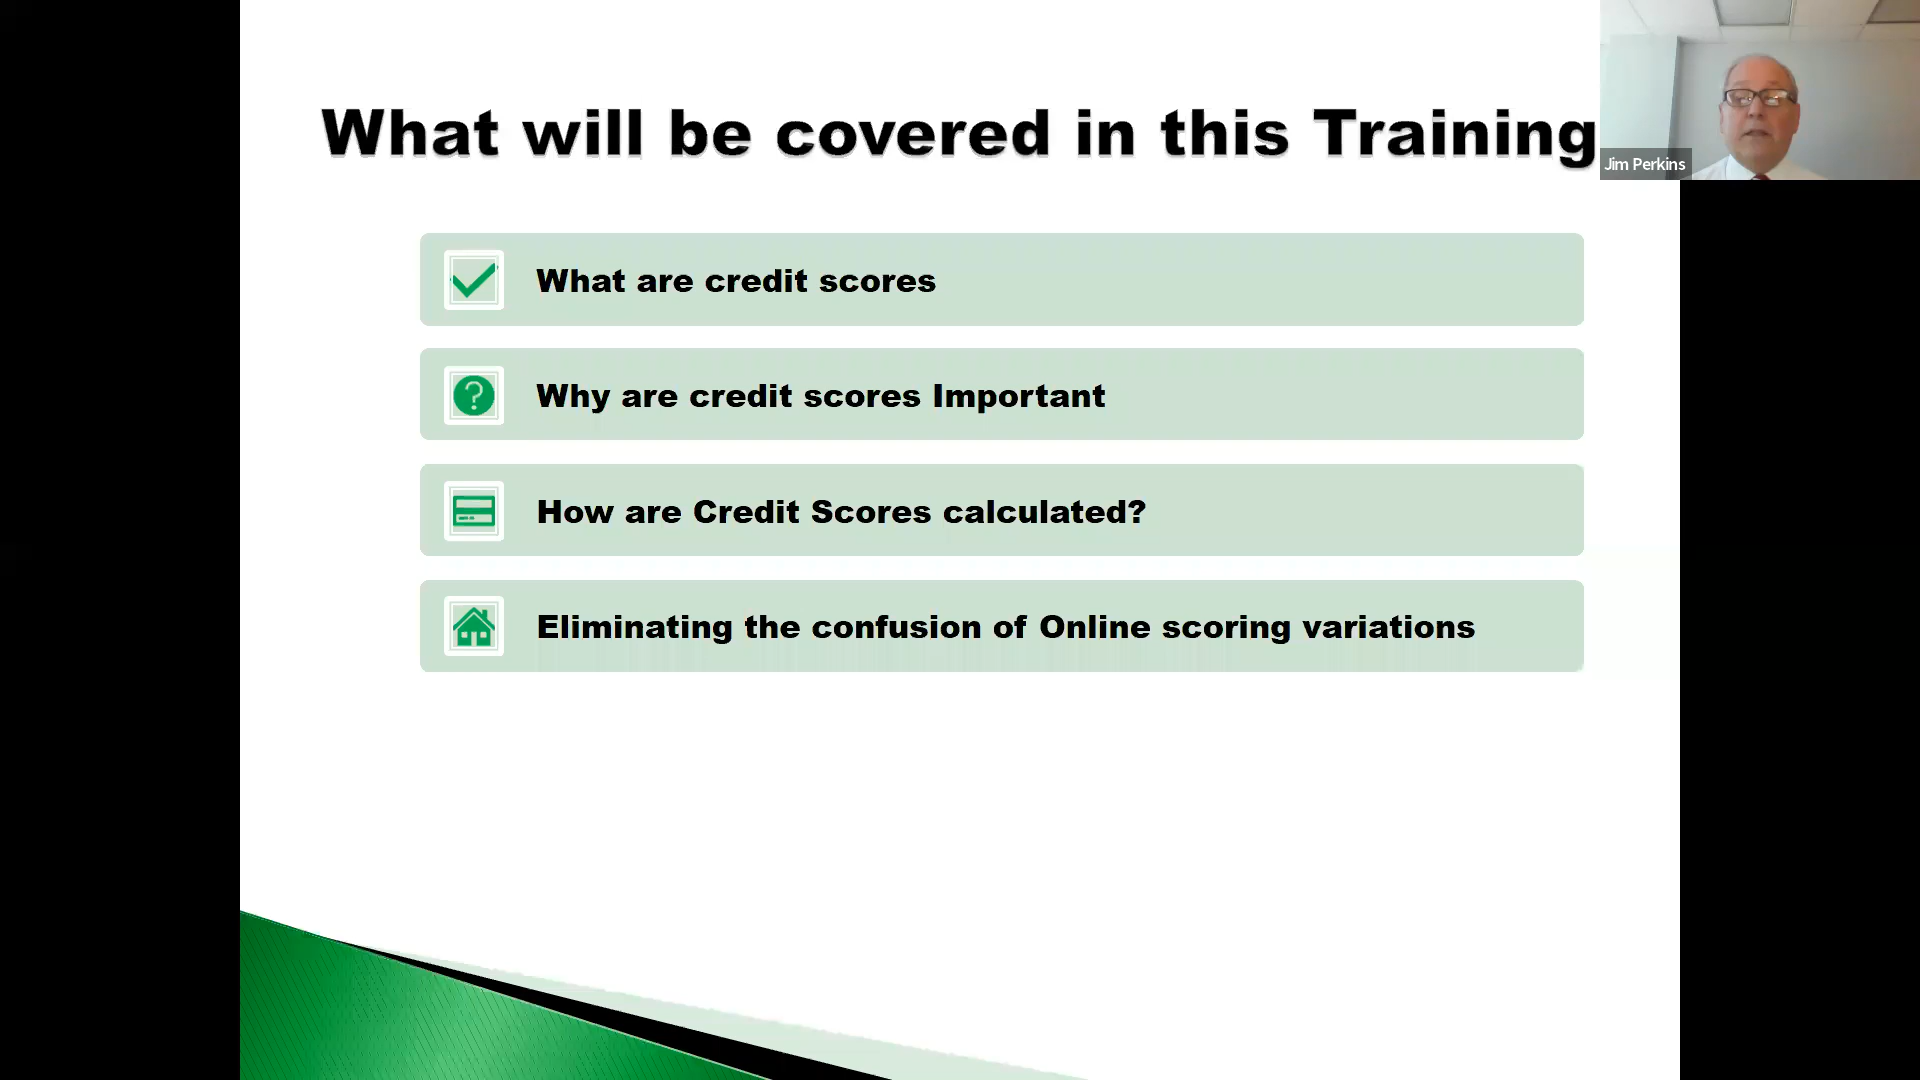 What will be covered in this Training
Jim Perkins
What are credit scores
Why are credit scores Important
How are Credit Scores calculated?
Eliminating the confusion of Online scoring variations